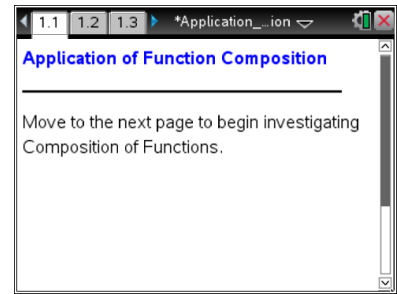 1.1 1.2 1.3 *Application_...ion
Application of Function Composition
Move to the next page to begin investigating
Composition of Functions.